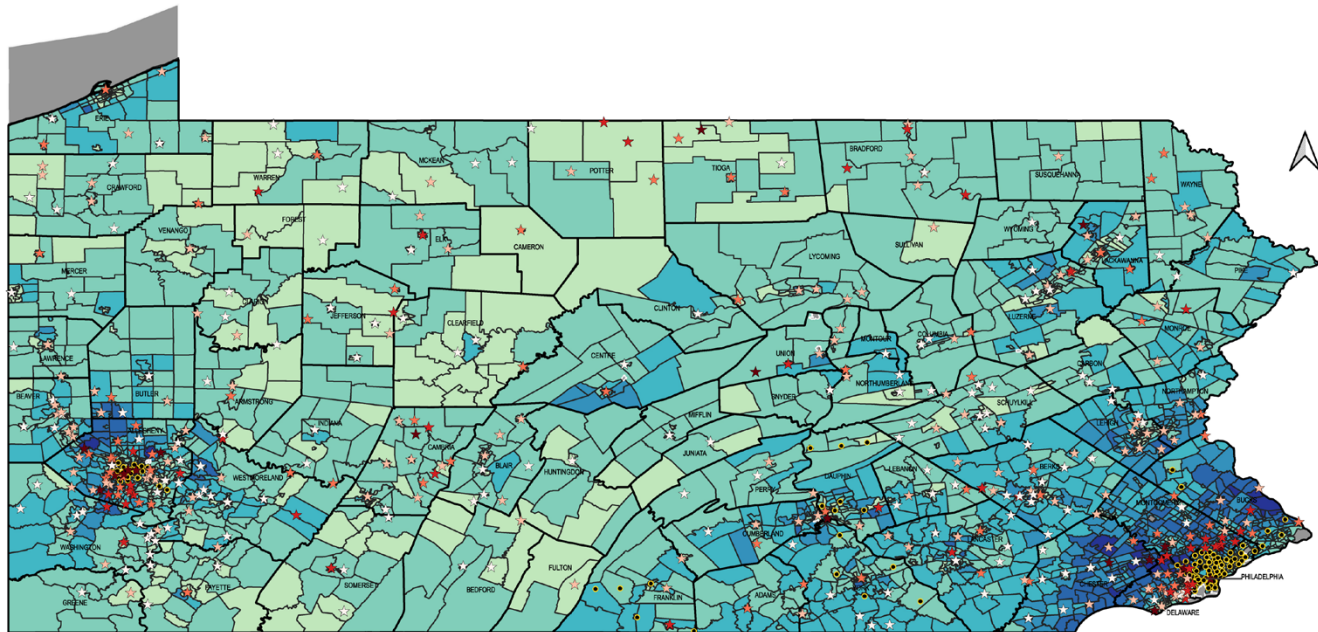 ERIE
WARREN
MCKEAN
POTTER
TIOGA
BRADFORD
SUSQUEHANNA
WAYNE
CRAWFORD
FOREST
VENANGO
ELK
CAMERON
SULLIVAN
WYOMING
LACKAWANNA
LYCOMING
MERCER
PIKE
CLARION
JEFFERSON
CLEARFIELD
CLINTON
LUZERNE
MONROE
COLUMBIA
MONTOUR
UNION
LAWRENCE
CENTRE
CARBON
NORTHUMBERLAND
BUTLER
BEAVER
ARMSTRONG
SNYDER
SCHUYLKILL
NORTHAMPTON
MIFFLIN
LEHIGH
INDIANA
ALLEGHENY
CAMBRIA
JUNIATA
BLAIR
HUNTINGDON
WESTMORELAND
DAUPHIN
LEBANON
BERKS
PERRY
MONTGOMERY
BUCKS
CUMBERLAND
LANCASTER
WASHINGTON
FULTON
CHESTER
PHILADELPHIA
FAYETTE
SOMERSET
BEDFORD
FRANKLIN
ADAMS
GREENE
DELAWARE